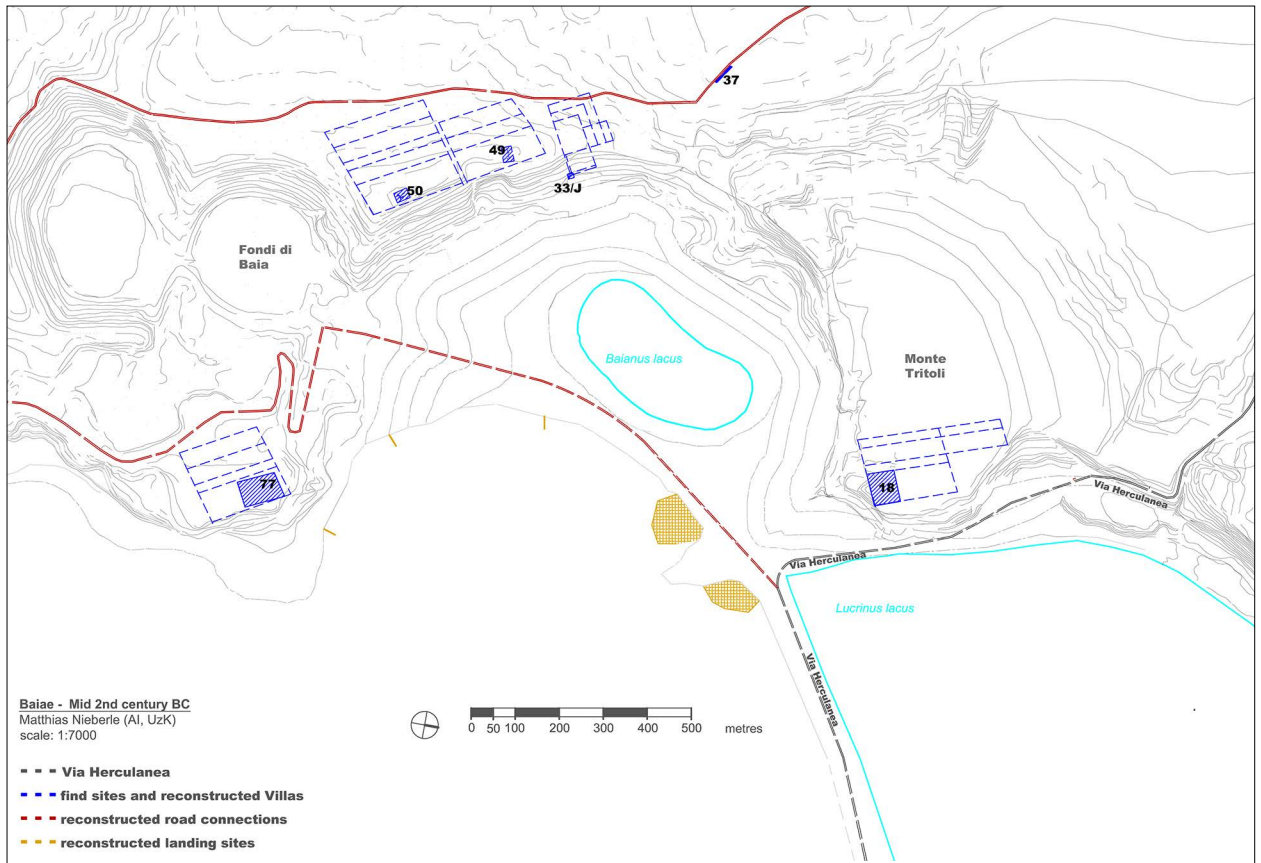 37
49
50
33/J
Fondi di
Baia
Baianus lacus
Monte
Tritoli
77
18
Via Herculanea
Via Herculanea
Lucrinus lacus
Via Herculanea
Baiae - Mid 2nd century BC
Matthias Nieberle (AI, UzK)
scale: 1:7000
0 50 100 200 300 400 500 metres
Via Herculanea
find sites and reconstructed Villas
reconstructed road connections
reconstructed landing sites